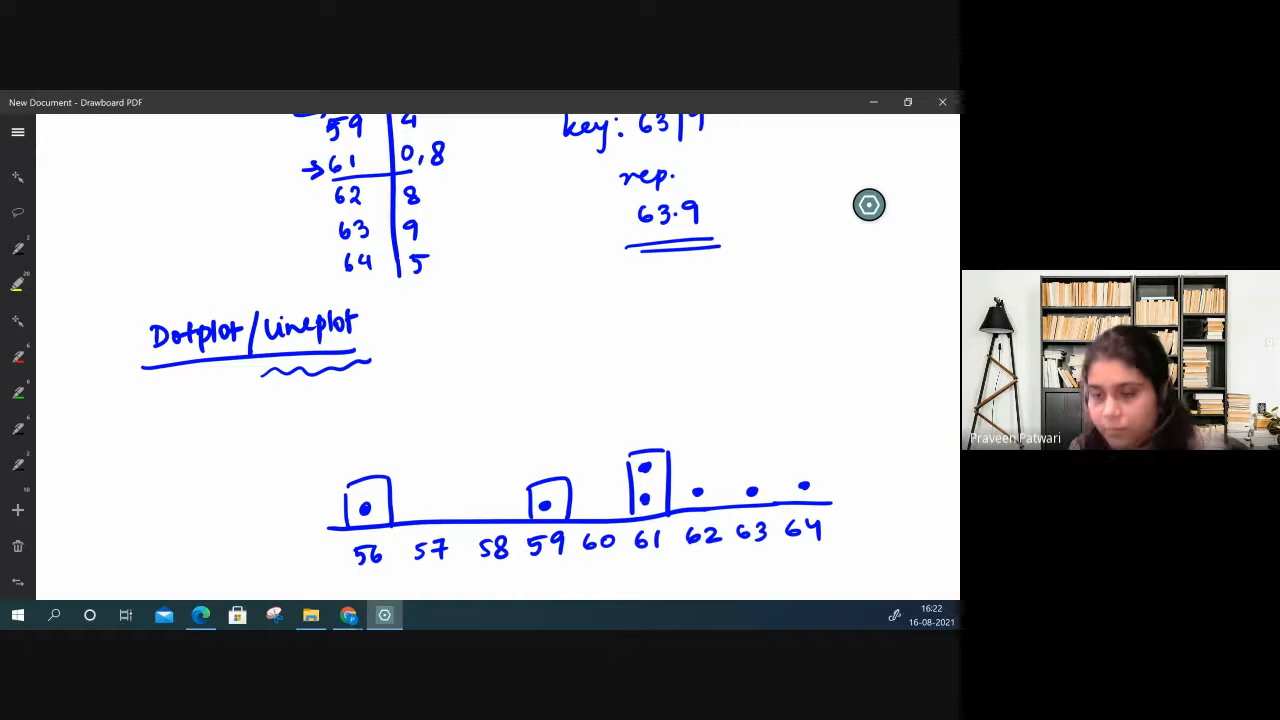 New Document - Drawboard PDF
59 | 4
key: 63|9
→ 61 | 0, 8
rep.
62 | 8
63.9
63 | 9
64 | 5
Dotplot/Lineplot
Praveen Patwari
56 57 58 59 60 61 62 63 64
16:22
16-08-2021